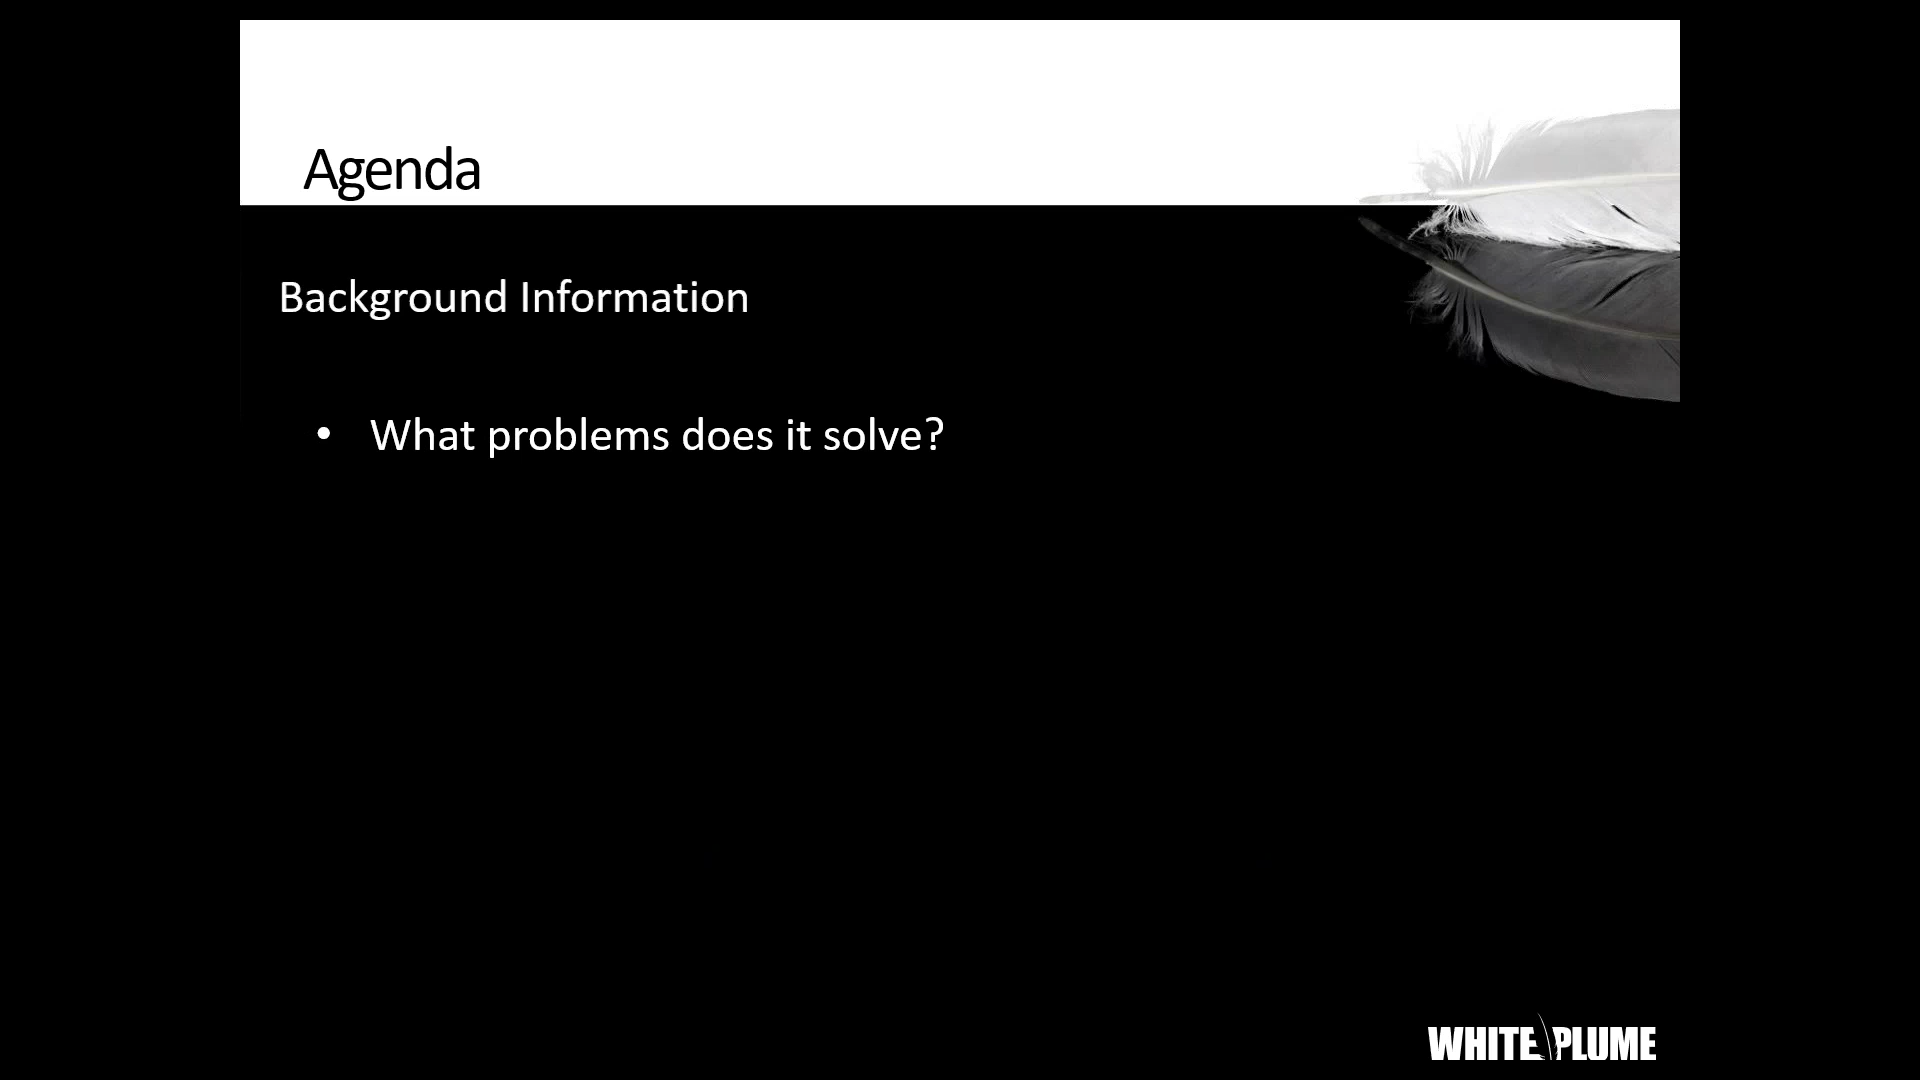 Agenda
Background Information
• What problems does it solve?
WHITE PLUME